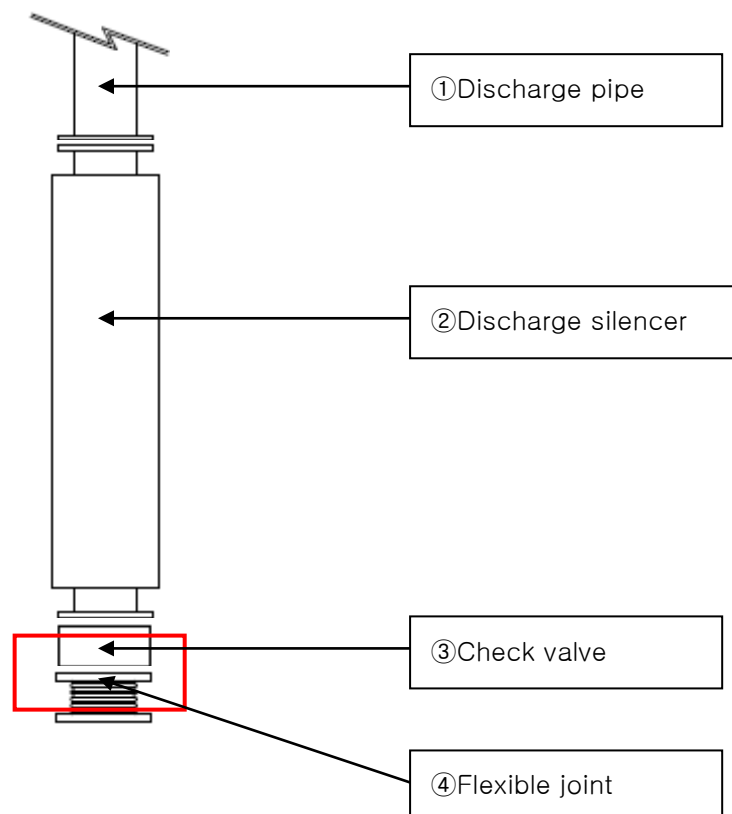 ①Discharge pipe
②Discharge silencer
③Check valve
④Flexible joint